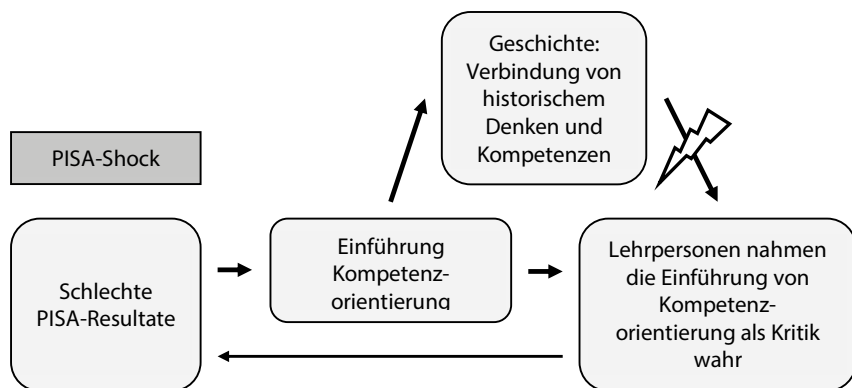 Geschichte:
Verbindung von
historischem
Denken und
Kompetenzen
PISA-Shock
Schlechte
PISA-Resultate
Einführung
Kompetenz-
orientierung
Lehrpersonen nahmen
die Einführung von
Kompetenz-
orientierung als Kritik
wahr